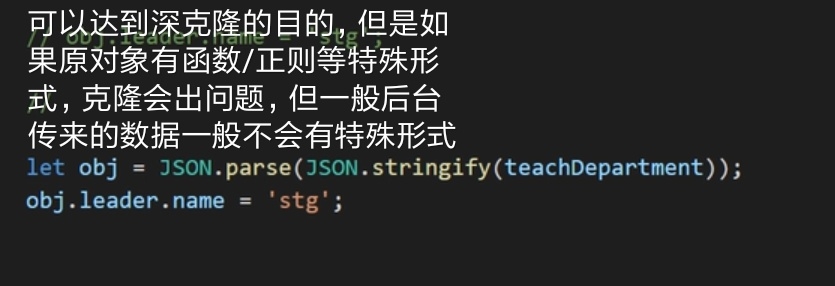 可以达到深克隆的目的，但是如
// obj.leader.name = 'stg';
果原对象有函数/正则等特殊形
式，克隆会出问题，但一般后台
//
传来的数据一般不会有特殊形式
let obj = JSON.parse(JSON.stringify(teachDepartment));
obj.leader.name = 'stg';